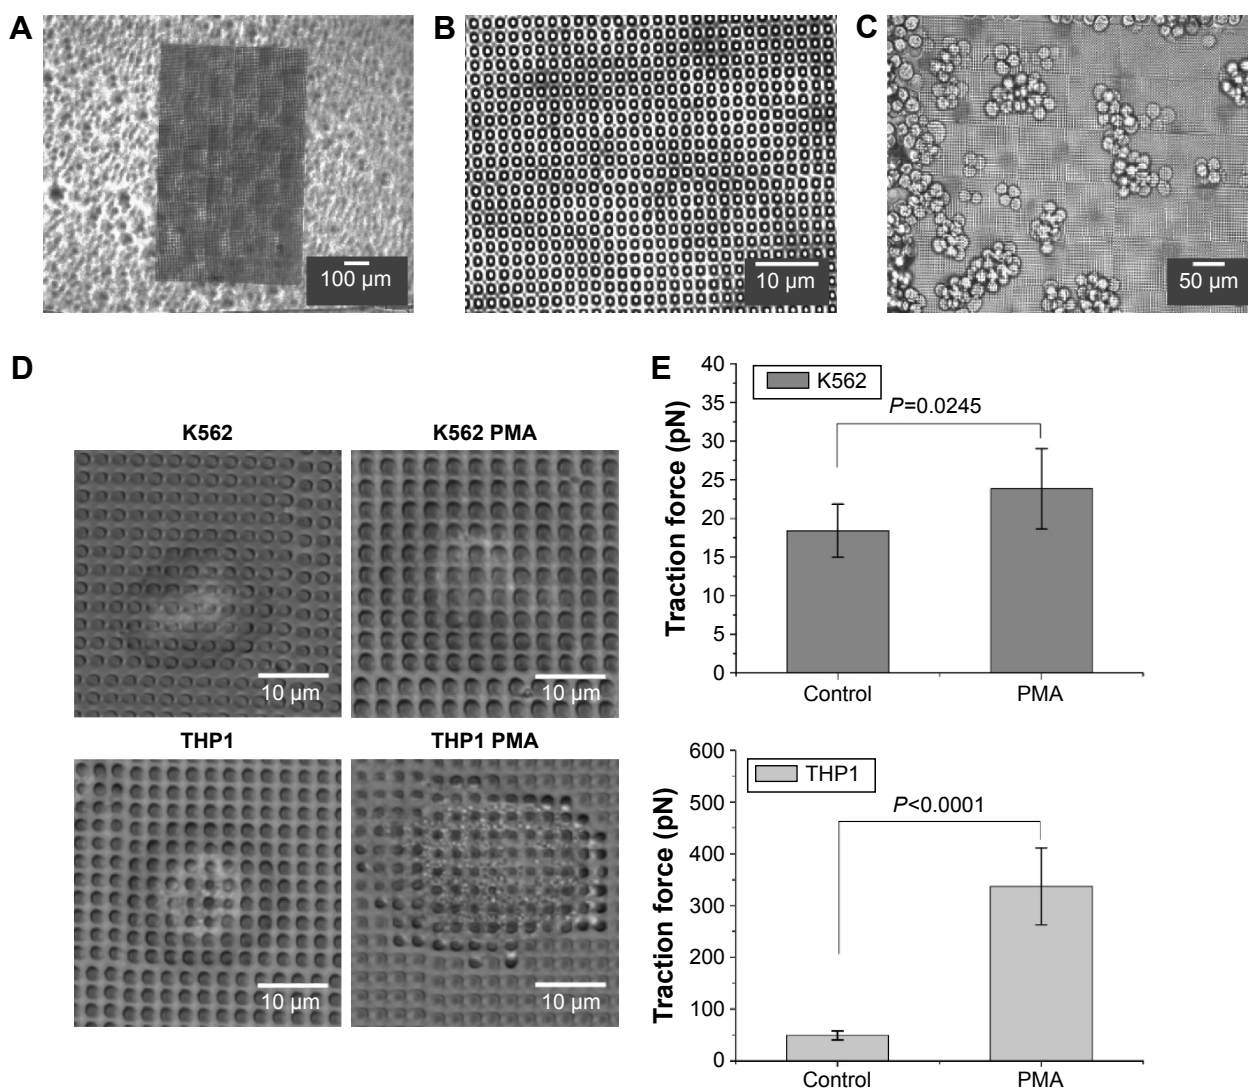 A
B
C
100 µm
10 µm
50 µm
D
K562
K562 PMA
10 µm
10 µm
THP1
THP1 PMA
10 µm
10 µm
E
Traction force (pN)
40
35
30
25
20
15
10
5
0
K562
P=0.0245
Control
PMA
Traction force (pN)
600
500
400
300
200
100
0
THP1
P<0.0001
Control
PMA